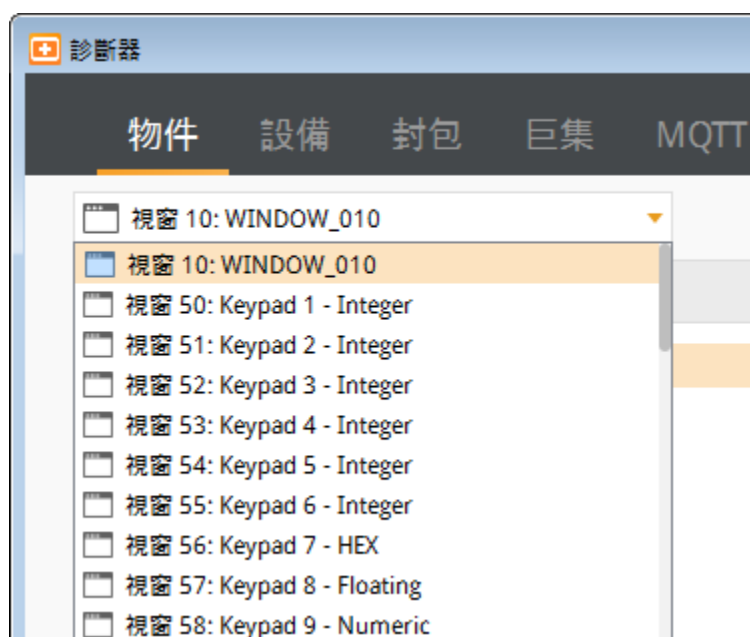 診斷器
物件 設備 封包 巨集 MQTT
視窗 10: WINDOW_010
視窗 10: WINDOW_010
視窗 50: Keypad 1 - Integer
視窗 51: Keypad 2 - Integer
視窗 52: Keypad 3 - Integer
視窗 53: Keypad 4 - Integer
視窗 54: Keypad 5 - Integer
視窗 55: Keypad 6 - Integer
視窗 56: Keypad 7 - HEX
視窗 57: Keypad 8 - Floating
視窗 58: Keypad 9 - Numeric